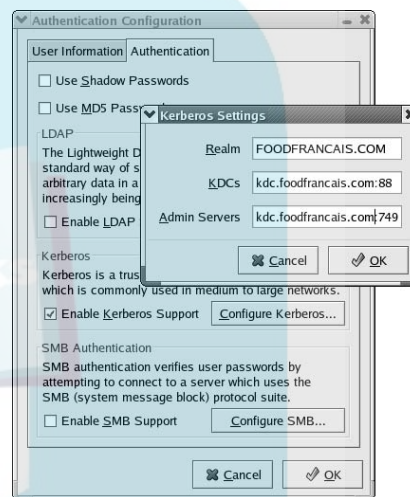 Authentication Configuration
User Information
Authentication
Use Shadow Passwords
Use MD5
LDAP
The Lightweight D
standard way of s
arbitrary data in a
increasingly being
Enable LDAP
Kerberos
Kerberos is a trus
which is commonly used in medium to large networks.
Enable Kerberos Support
Configure Kerberos...
SMB Authentication
SMB authentication verifies user passwords by
attempting to connect to a server which uses the
SMB (system message block) protocol suite.
Enable SMB Support
Configure SMB...
Cancel
OK
Kerberos Settings
Realm
FOODFRANCAIS.COM
KDCs
kdc.foodfrancais.com:88
Admin Servers
kdc.foodfrancais.com:749
Cancel
OK